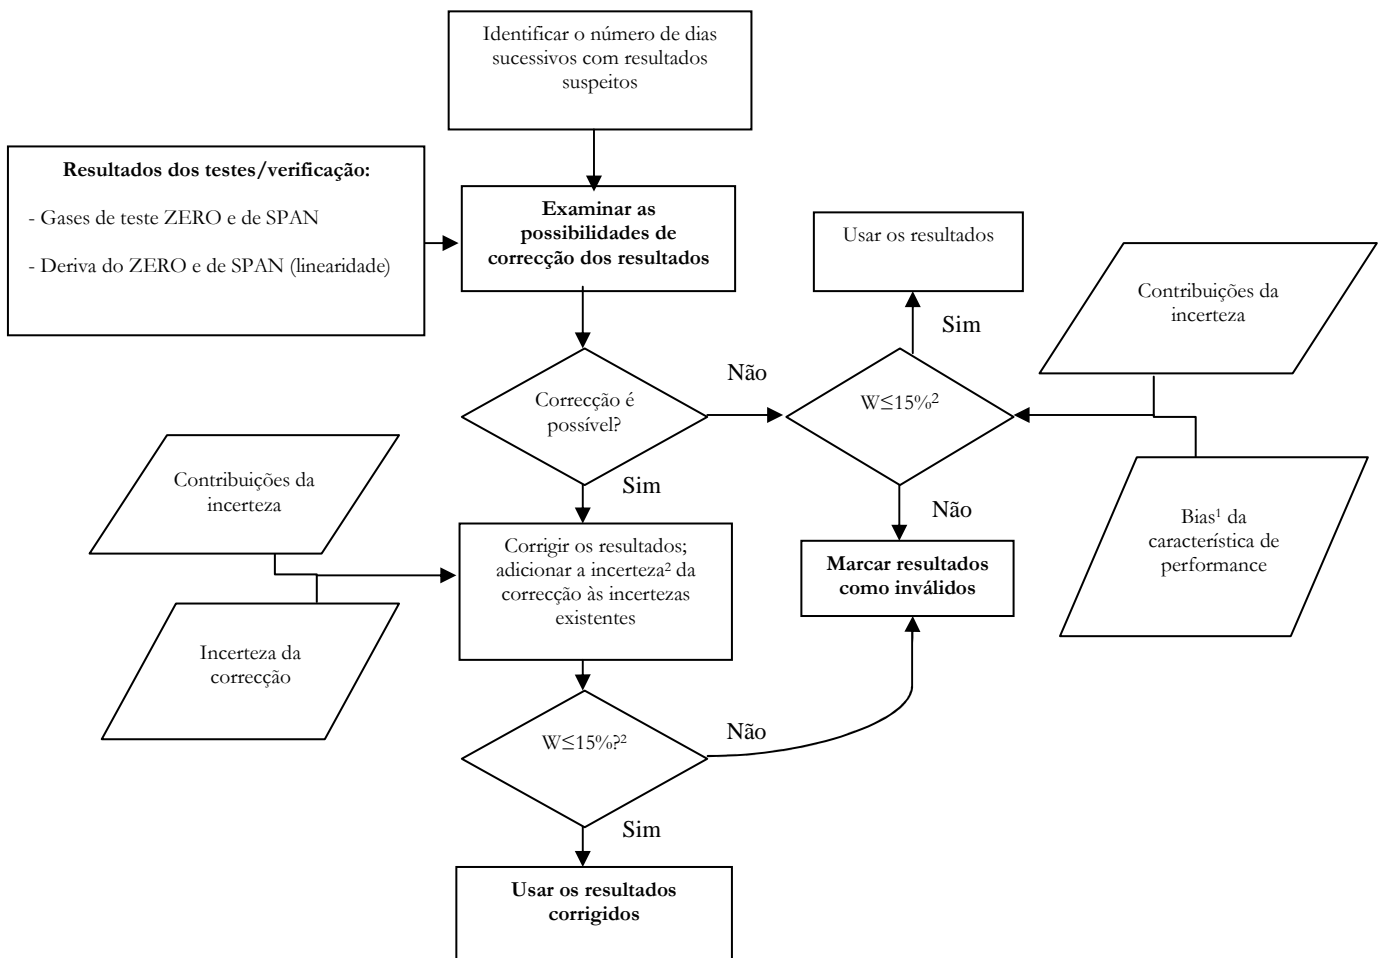 Identificar o número de dias
sucessivos com resultados
suspeitos
Resultados dos testes/verificação:
- Gases de teste ZERO e de SPAN
- Deriva do ZERO e de SPAN (linearidade)
Examinar as
possibilidades de
correcção dos resultados
Usar os resultados
Contribuições da
incerteza
Sim
Não
Correcção é
possível?
W≤15%²
Contribuições da
incerteza
Sim
Não
Bias¹ da
característica de
performance
Corrigir os resultados;
adicionar a incerteza² da
correcção às incertezas
existentes
Marcar resultados
como inválidos
Incerteza da
correcção
Não
W≤15%?²
Sim
Usar os resultados
corrigidos